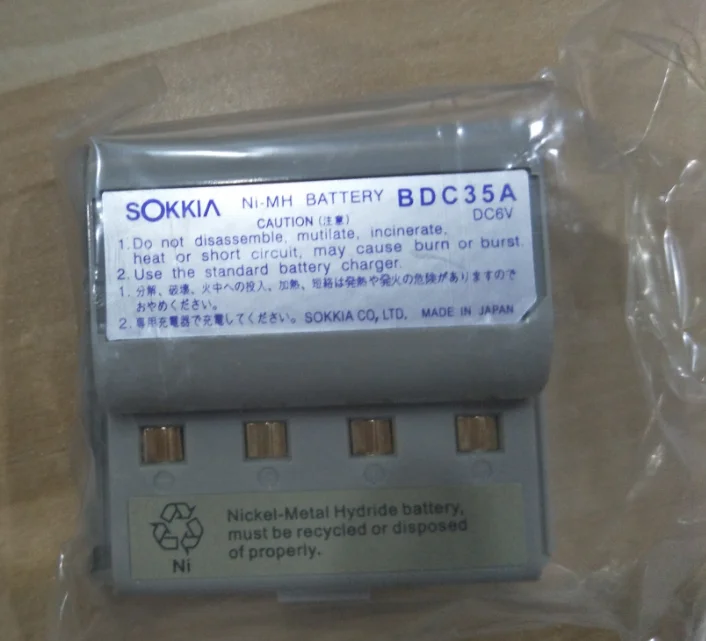 SOKKIA Ni-MH BATTERY BDC35A
DC6V
CAUTION (注意)
1. Do not disassemble, mutilate, incinerate,
heat or short circuit, may cause burn or burst.
2. Use the standard battery charger.
1.分解、破壊、火中への投入、加熱、短絡は発熱や発火の危険がありますので
おやめください。
2. 専用充電器で充電してください。 SOKKIA CO., LTD. MADE IN JAPAN
Nickel-Metal Hydride battery,
must be recycled or disposed
of properly.
Ni